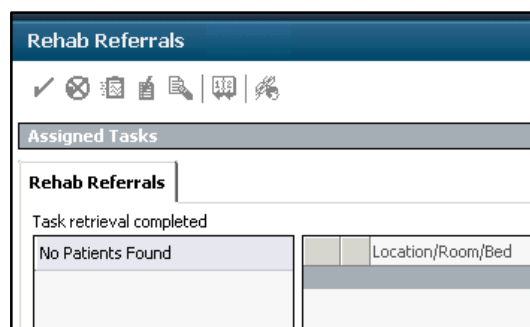 Rehab Referrals
Assigned Tasks
Rehab Referrals
Task retrieval completed
No Patients Found
Location/Room/Bed